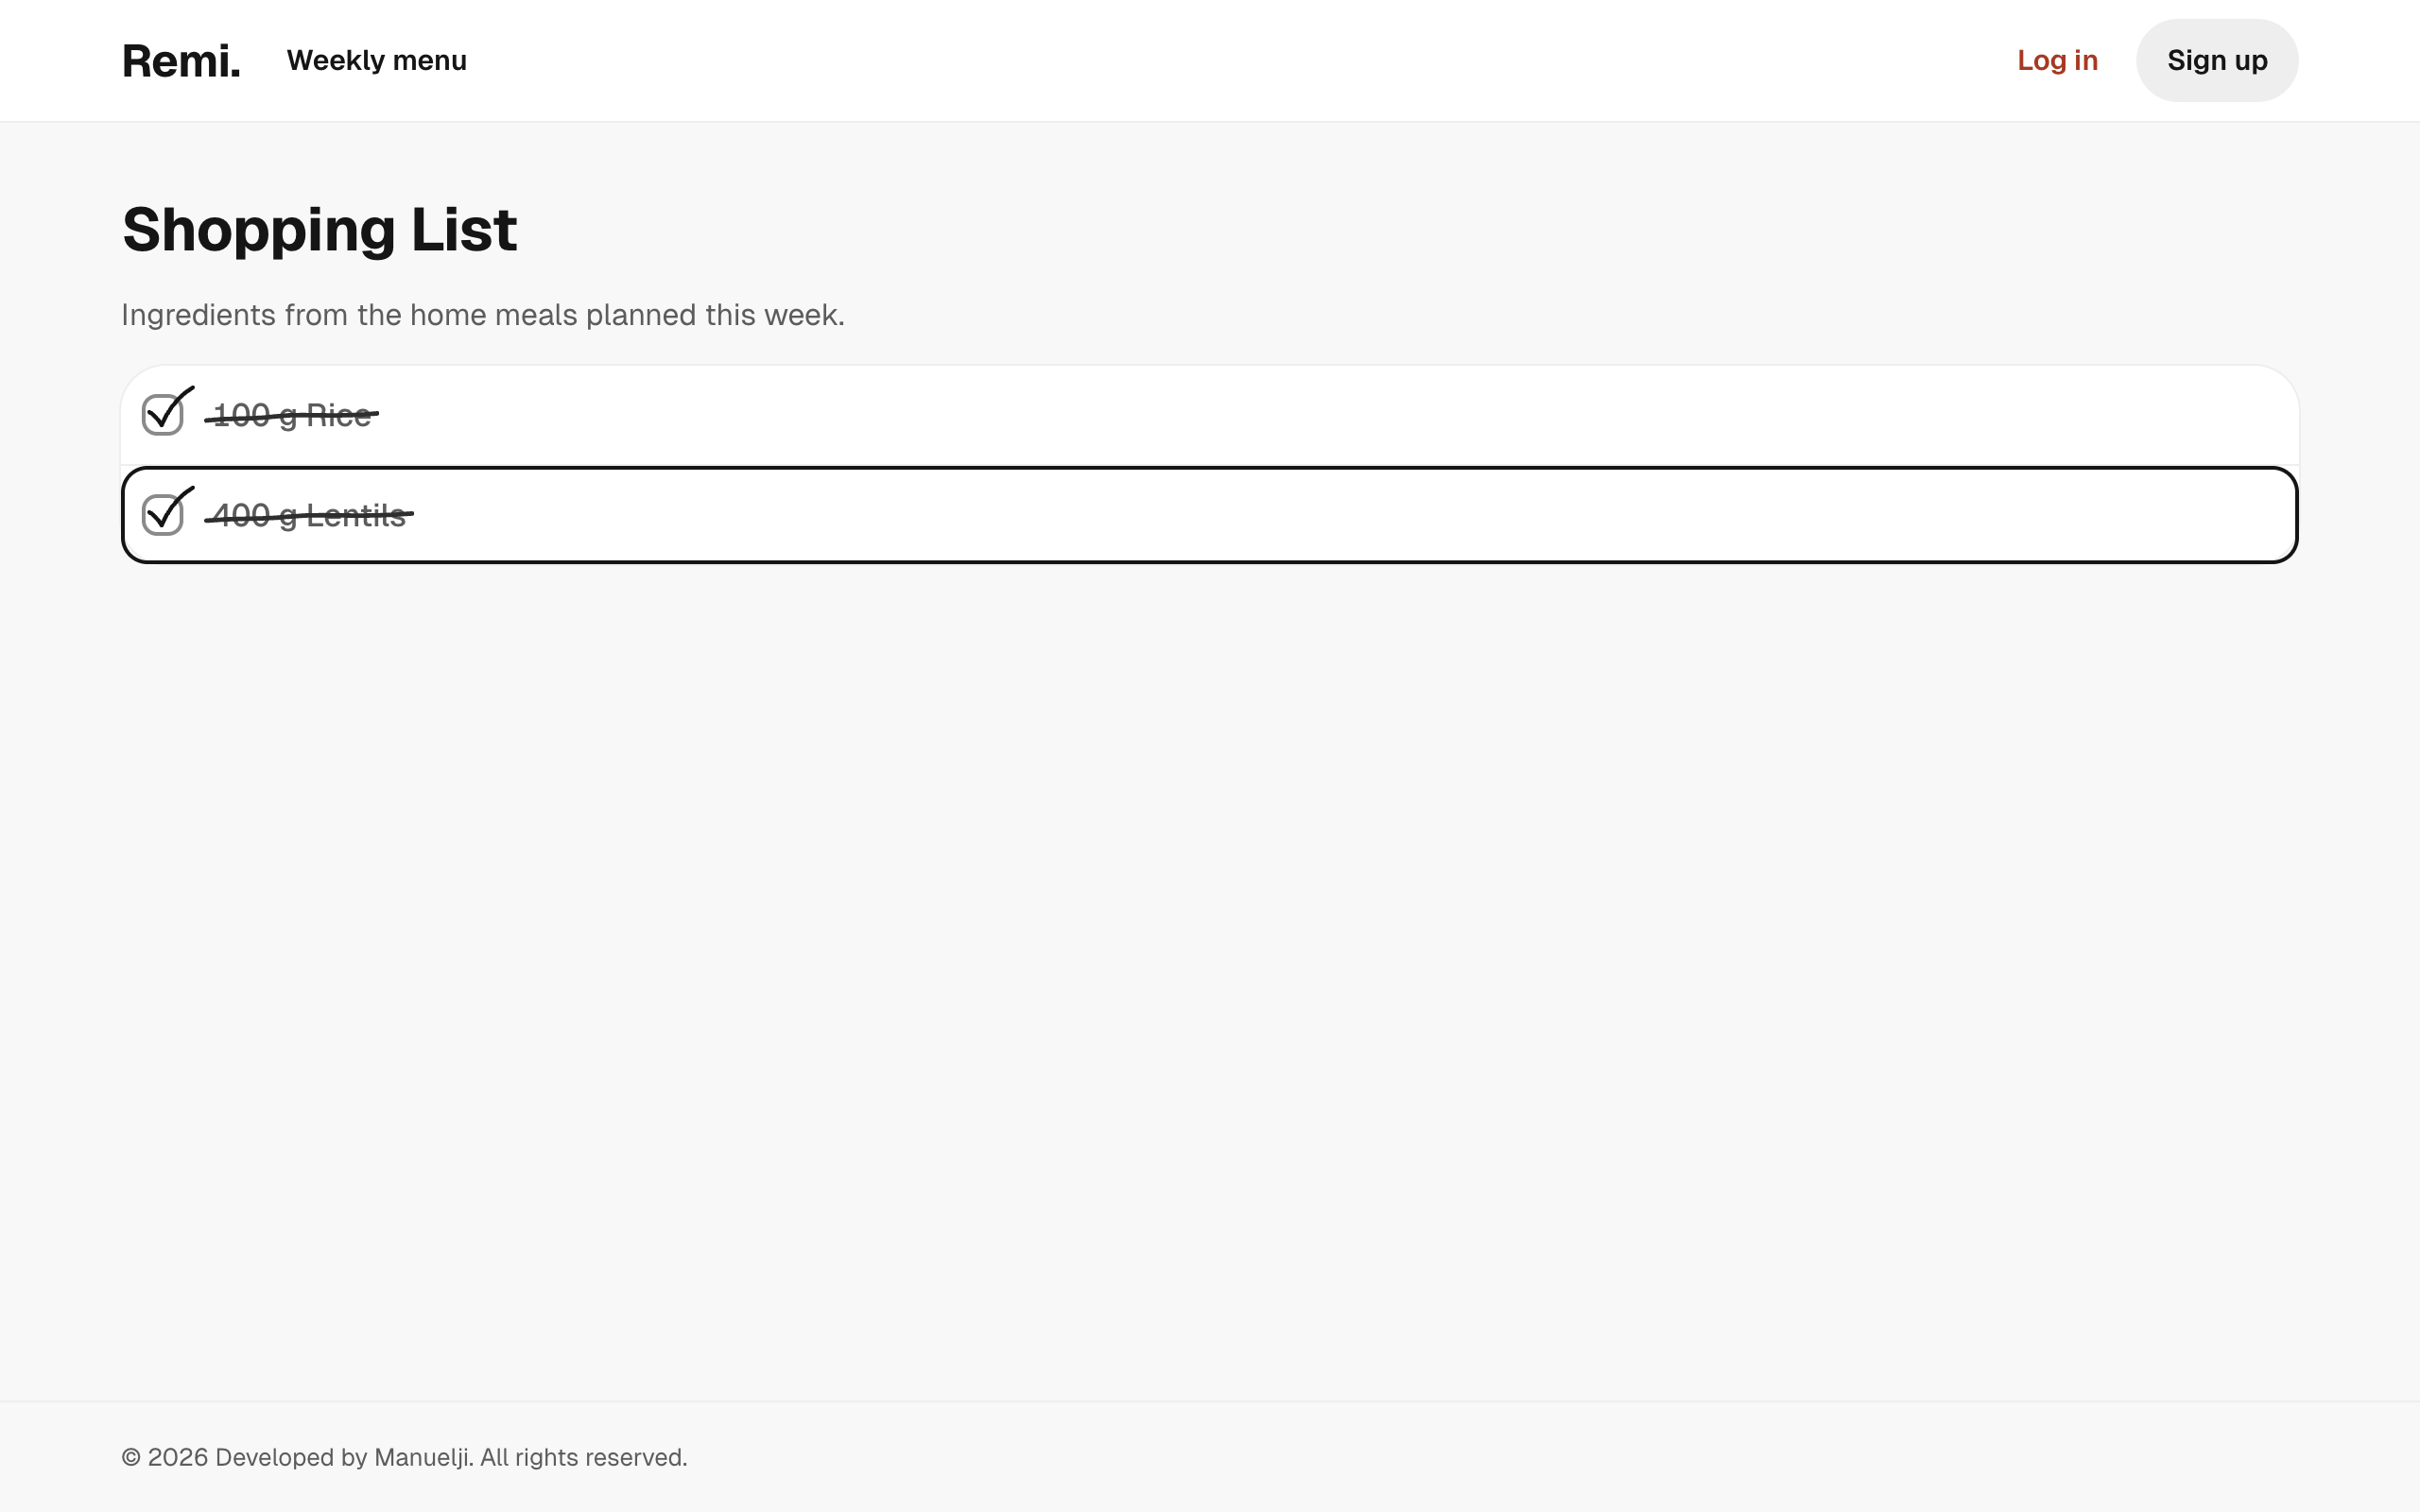 Remi.
Weekly menu
Log in
Sign up
Shopping List
Ingredients from the home meals planned this week.
100 g Rice
400 g Lentils
© 2026 Developed by Manuelji. All rights reserved.